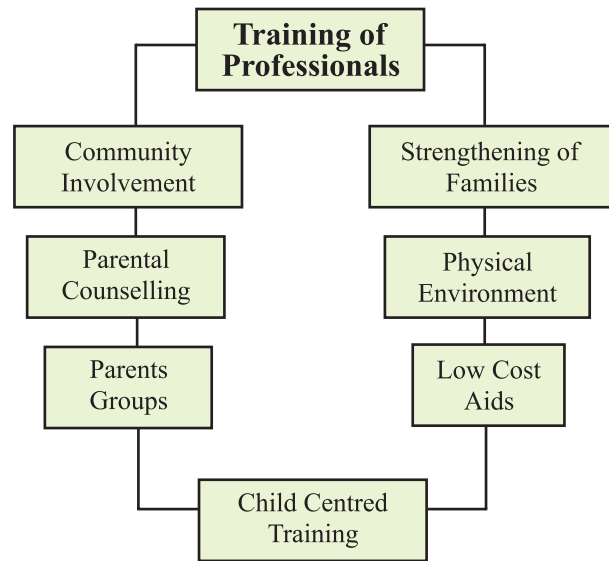 Training of
Professionals
Community
Involvement
Strengthening of
Families
Parental
Counselling
Physical
Environment
Parents
Groups
Low Cost
Aids
Child Centred
Training